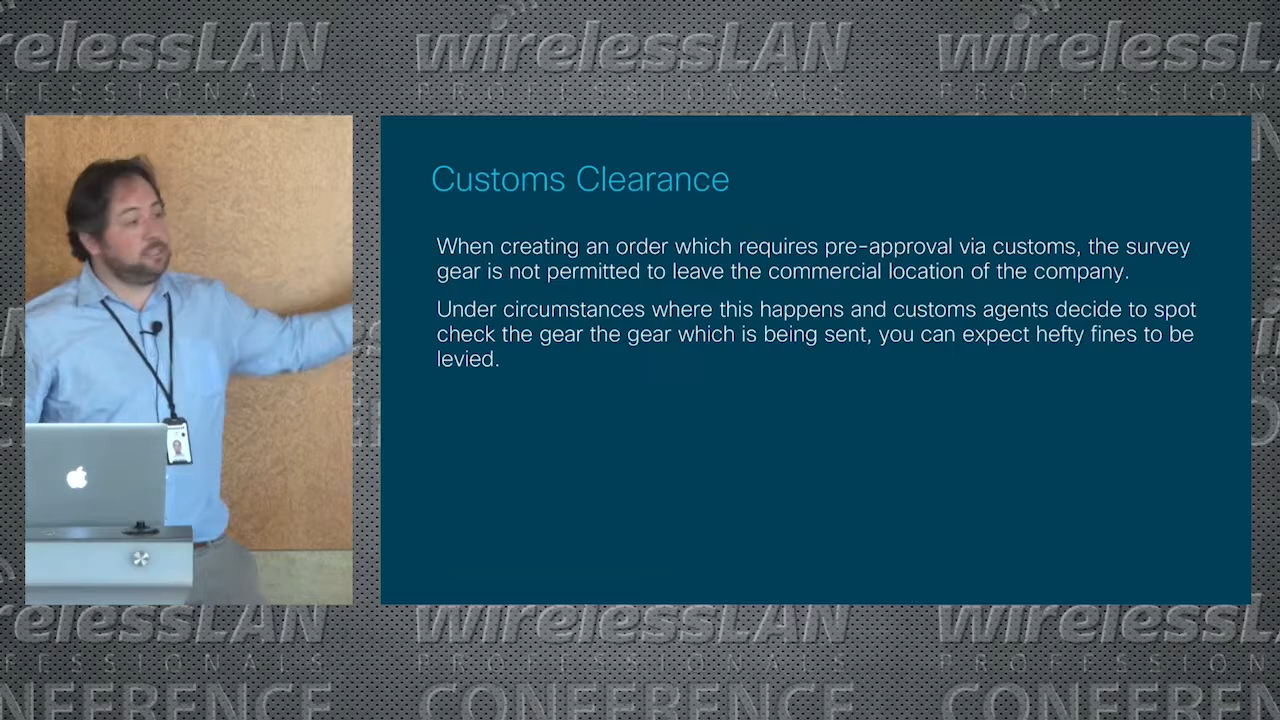 wirelessLAN
PROFESSIONALS
CONFERENCE
Customs Clearance
When creating an order which requires pre-approval via customs, the survey
gear is not permitted to leave the commercial location of the company.
Under circumstances where this happens and customs agents decide to spot
check the gear the gear which is being sent, you can expect hefty fines to be
levied.
wirelessLAN
PROFESSIONALS
CONFERENCE